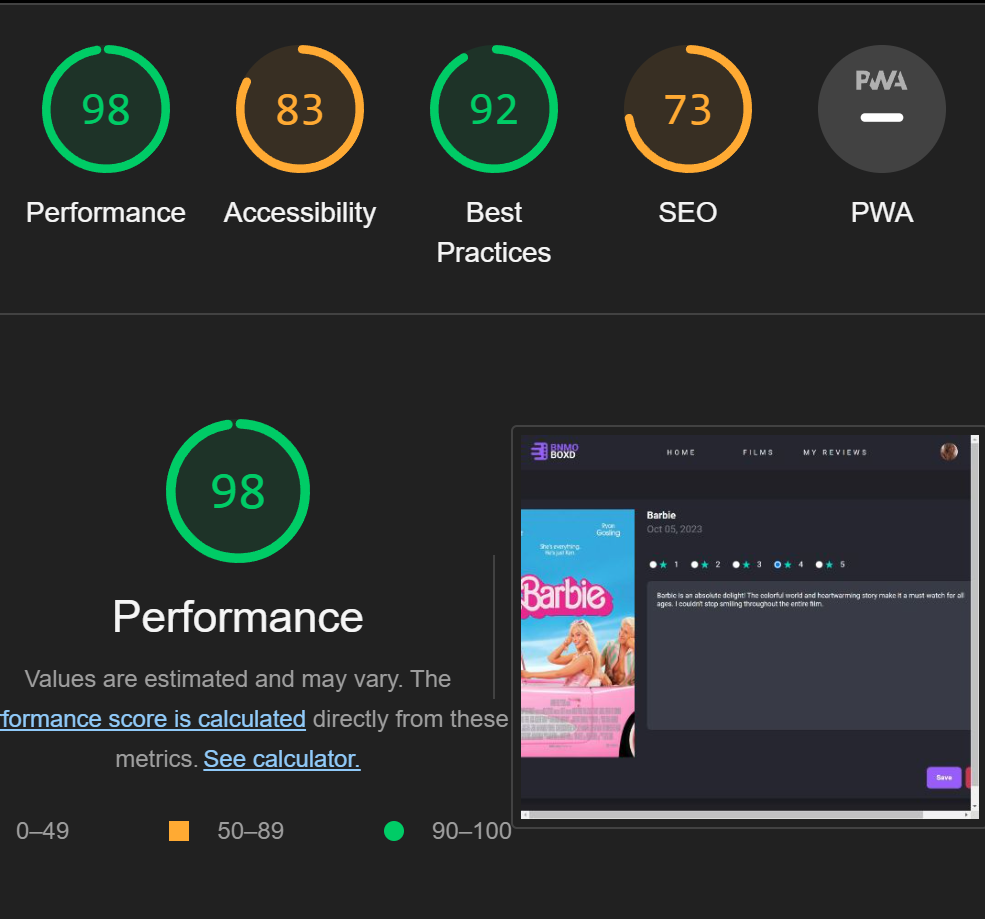 98
83
92
73
PWA
Performance
Accessibility
Best
Practices
SEO
PWA
98
Performance
Values are estimated and may vary. The
formance score is calculated directly from these
metrics. See calculator.
0–49
50–89
90–100
BNMO
BOXD
HOME
FILMS
MY REVIEWS
Ryan
Gosling
She's everything.
He's just Ken.
Barbie
Barbie
Oct 05, 2023
1
2
3
4
5
Barbie is an absolute delight! The colorful world and heartwarming story make it a must-watch for all
ages. I couldn't stop smiling throughout the entire film.
Save